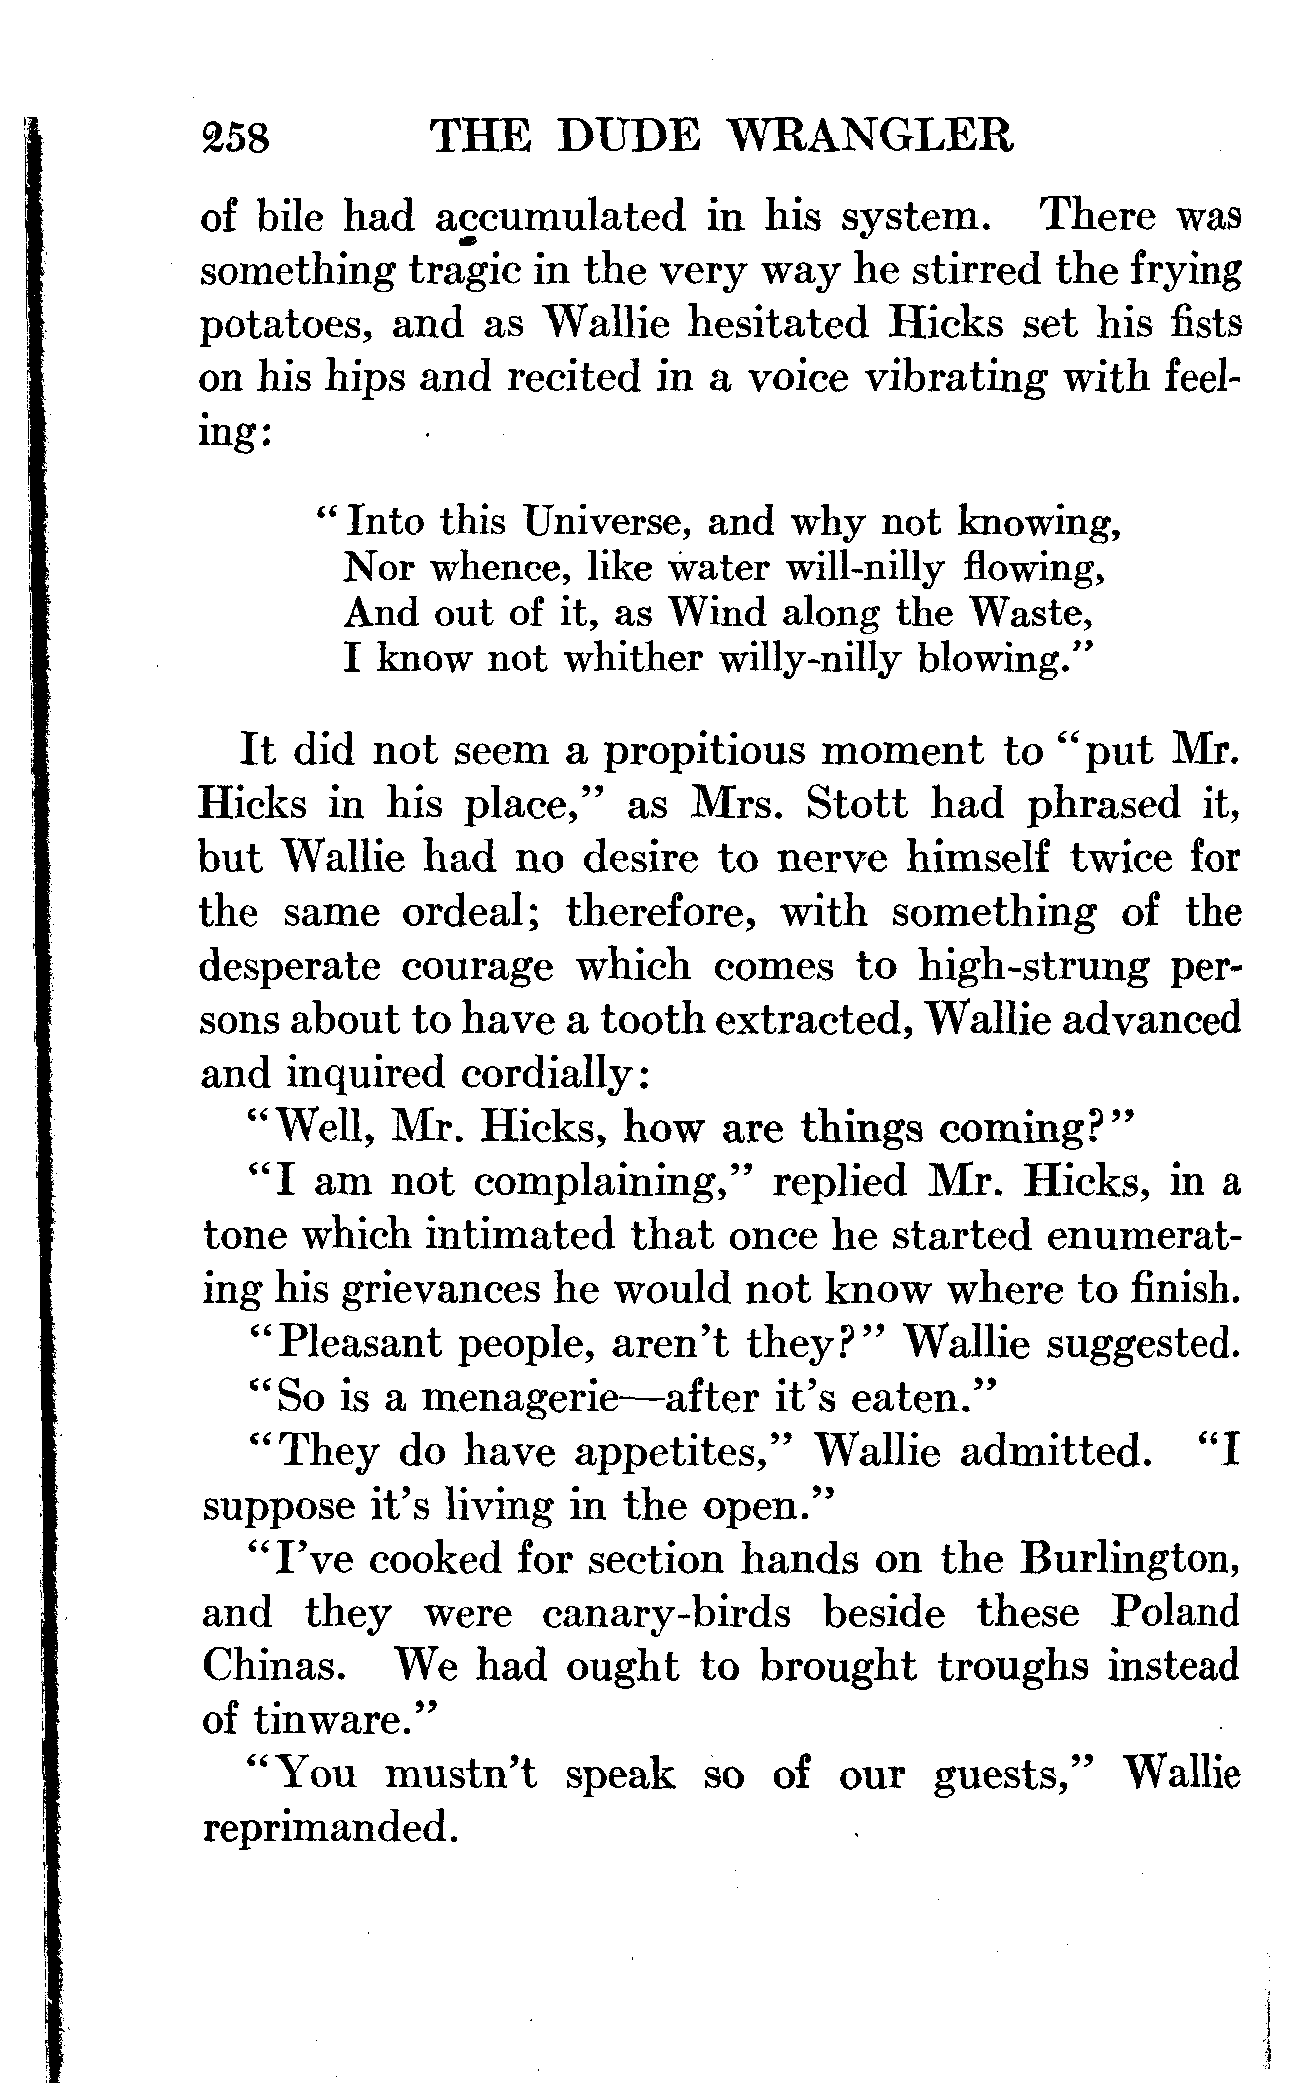 258 THE DUDE WRANGLER
of bile had accumulated in his system. There was
something tragic in the very way he stirred the frying
potatoes, and as Wallie hesitated Hicks set his fists
on his hips and recited in a voice vibrating with feel-
ing:
“Into this Universe, and why not knowing,
Nor whence, like water will-nilly flowing,
And out of it, as Wind along the Waste,
I know not whither willy-nilly blowing.”
It did not seem a propitious moment to “put Mr.
Hicks in his place,” as Mrs. Stott had phrased it,
but Wallie had no desire to nerve himself twice for
the same ordeal; therefore, with something of the
desperate courage which comes to high-strung per-
sons about to have a tooth extracted, Wallie advanced
and inquired cordially:
“Well, Mr. Hicks, how are things coming?”
“I am not complaining,” replied Mr. Hicks, in a
tone which intimated that once he started enumerat-
ing his grievances he would not know where to finish.
“Pleasant people, aren’t they?” Wallie suggested.
“So is a menagerie—after it’s eaten.”
“They do have appetites,” Wallie admitted. “I
suppose it’s living in the open.”
“I’ve cooked for section hands on the Burlington,
and they were canary-birds beside these Poland
Chinas. We had ought to brought troughs instead
of tinware.”
“You mustn’t speak so of our guests,” Wallie
reprimanded.